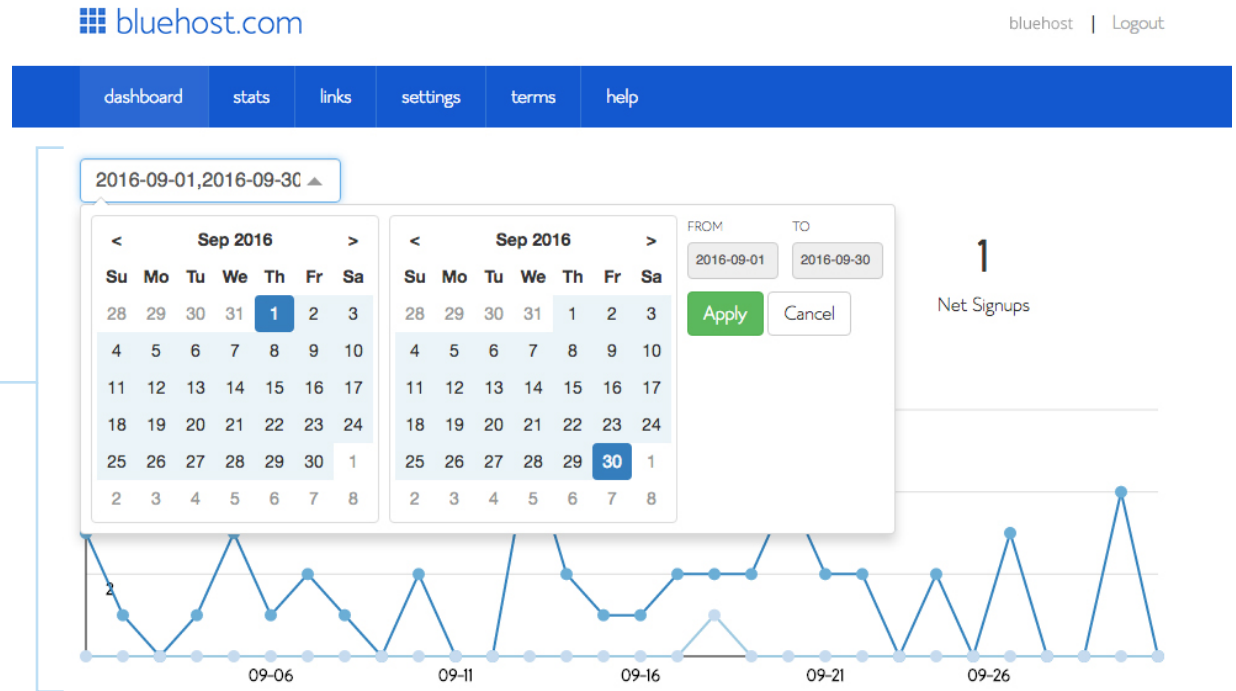 bluehost.com
bluehost | Logout
dashboard stats links settings terms help
2016-09-01,2016-09-30
< Sep 2016 >
Su Mo Tu We Th Fr Sa
28 29 30 31 1 2 3
4 5 6 7 8 9 10
11 12 13 14 15 16 17
18 19 20 21 22 23 24
25 26 27 28 29 30 1
2 3 4 5 6 7 8
< Sep 2016 >
Su Mo Tu We Th Fr Sa
28 29 30 31 1 2 3
4 5 6 7 8 9 10
11 12 13 14 15 16 17
18 19 20 21 22 23 24
25 26 27 28 29 30 1
2 3 4 5 6 7 8
FROM TO
2016-09-01 2016-09-30
Apply Cancel
1
Net Signups
2
09-06 09-11 09-16 09-21 09-26